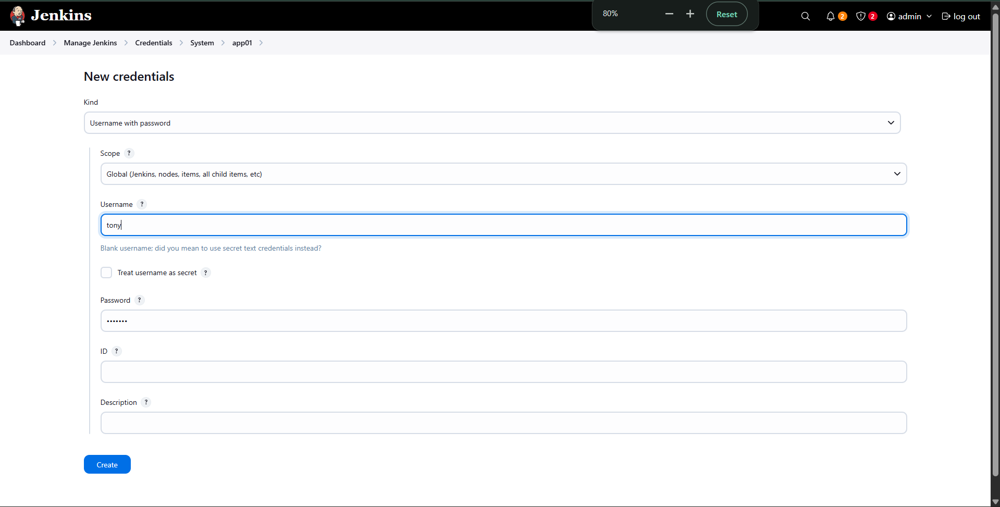 Jenkins
80%
Reset
2
2
admin
log out
Dashboard
Manage Jenkins
Credentials
System
app01
New credentials
Kind
Username with password
Scope ?
Global (Jenkins, nodes, items, all child items, etc)
Username ?
tony
Blank username; did you mean to use secret text credentials instead?
Treat username as secret ?
Password ?
•••••••
ID ?
Description ?
Create